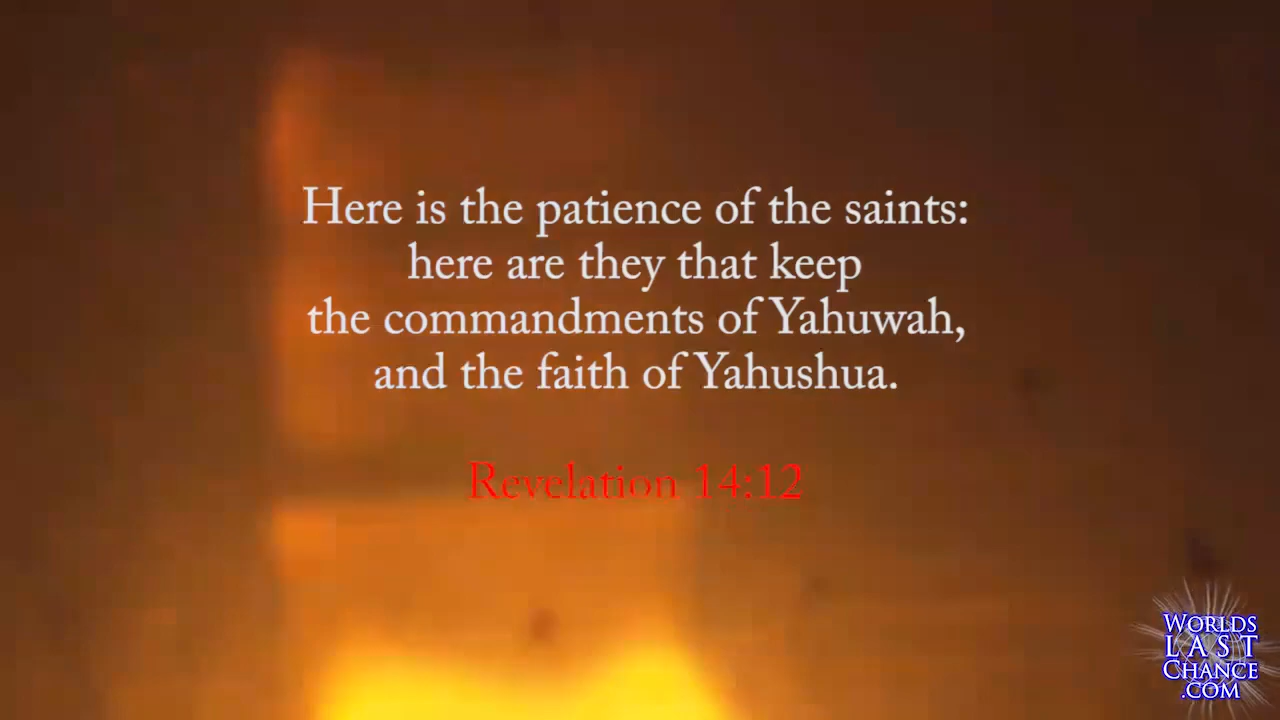 Here is the patience of the saints:
here are they that keep
the commandments of Yahuwah,
and the faith of Yahushua.
Revelation 14:12
WORLDS
LAST
CHANCE
.COM